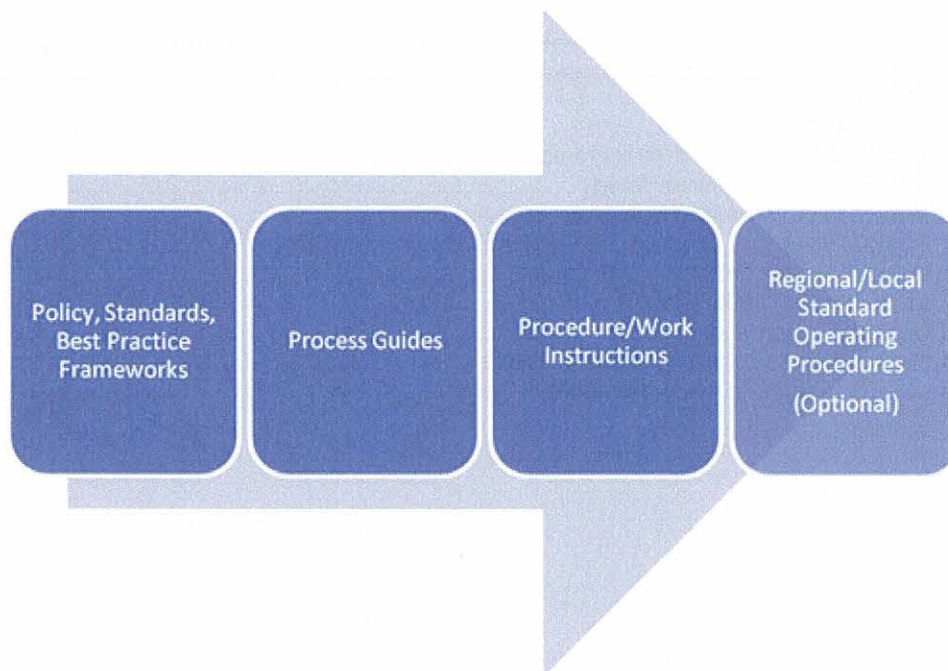 Policy, Standards,
Best Practice
Frameworks
Process Guides
Procedure/Work
Instructions
Regional/Local
Standard
Operating
Procedures
(Optional)